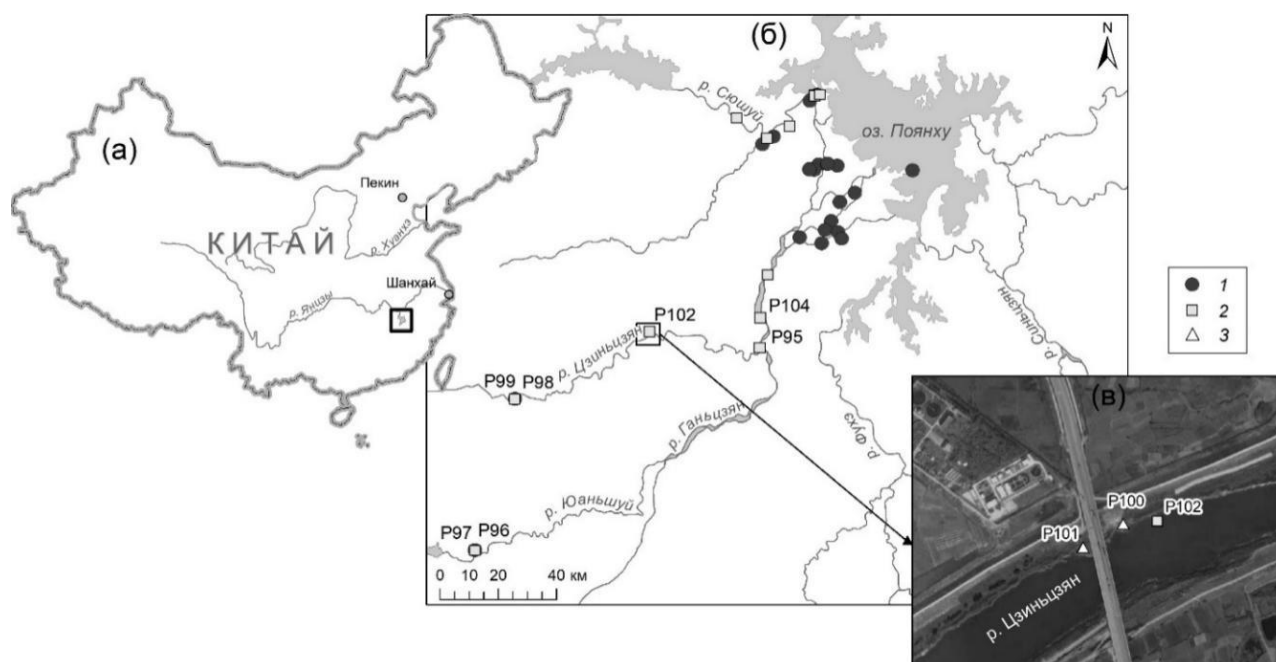 (а)
Пекин
КИТАЙ
р. Хуанхэ
Шанхай
р. Янцзы
(б)
N
р. Сюшуй
оз. Поянху
P104
P102
P95
р. Цзиньцзян
P99 P98
р. Ганьцзян
р. Фухэ
р. Синьцзян
р. Юаньшуй
P97 P96
0 10 20 40 км
1
2
3
(в)
P100
P102
P101
р. Цзиньцзян